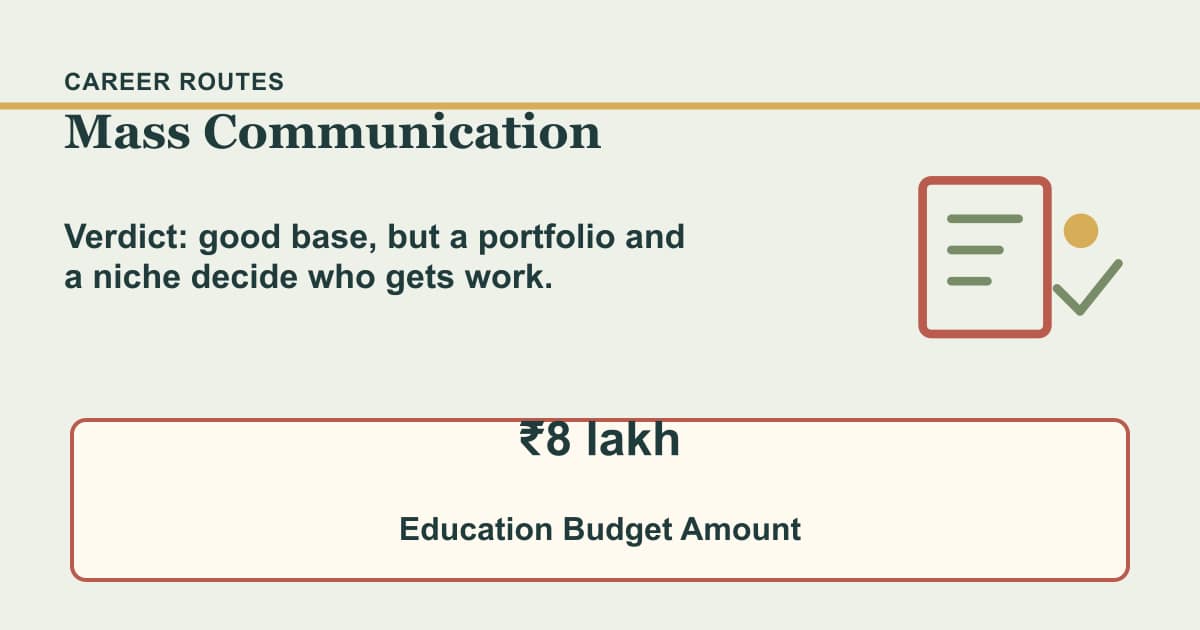 CAREER ROUTES
Mass Communication
Verdict: good base, but a portfolio and
a niche decide who gets work.
₹8 lakh
Education Budget Amount